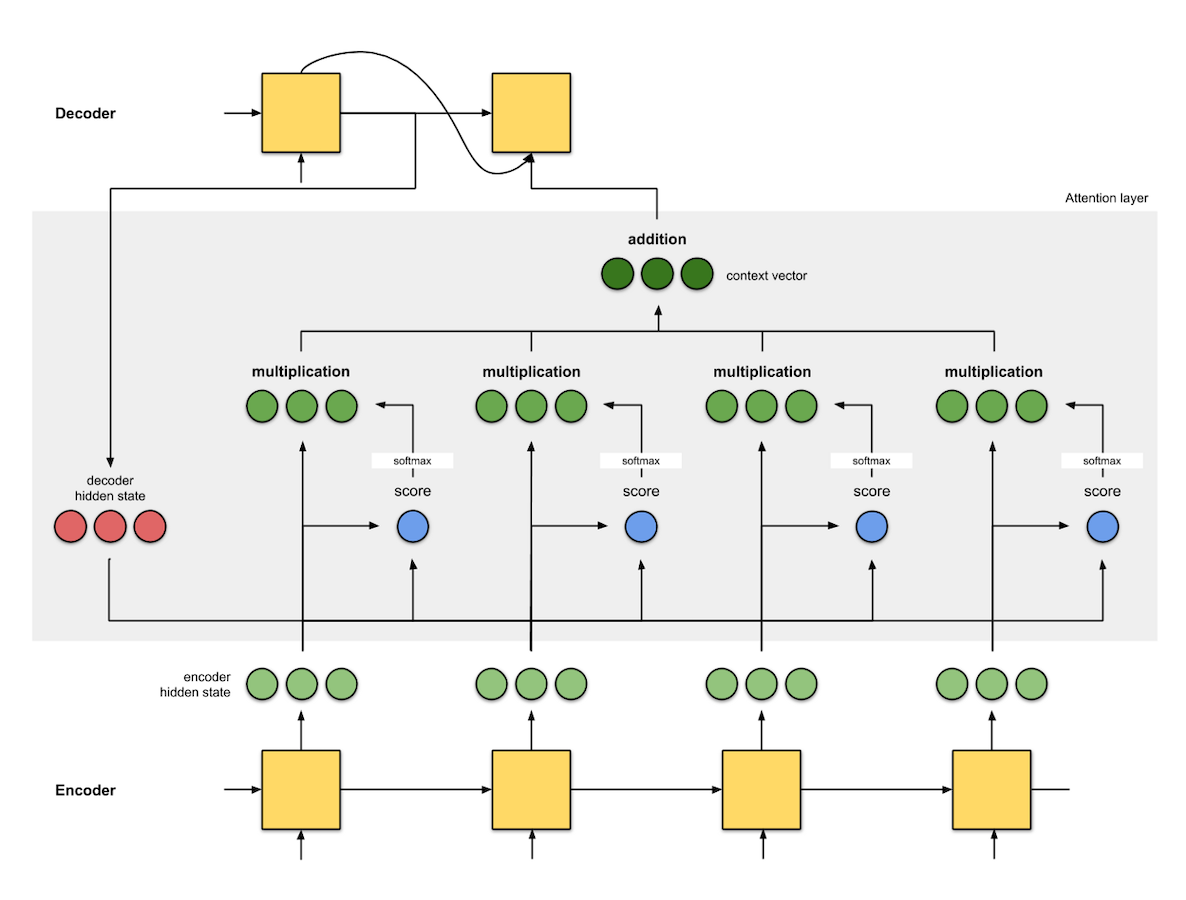 Decoder
Attention layer
addition
context vector
multiplication
multiplication
multiplication
multiplication
softmax
softmax
softmax
softmax
decoder
hidden state
score
score
score
score
encoder
hidden state
Encoder